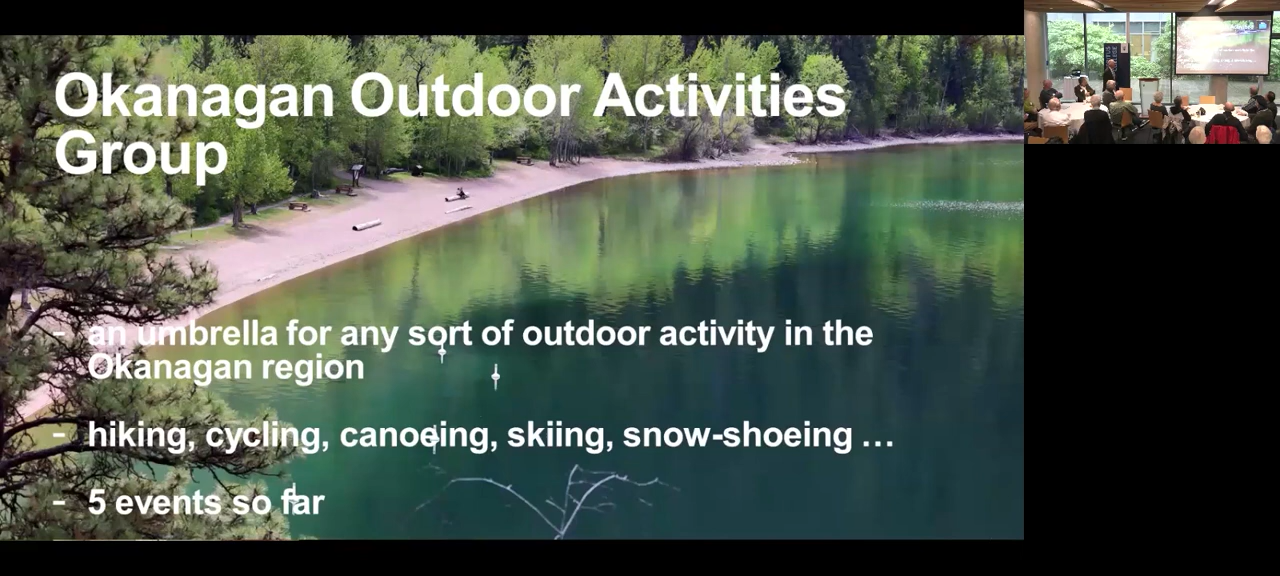 Okanagan Outdoor Activities
Group
- an umbrella for any sort of outdoor activity in the
Okanagan region
- hiking, cycling, canoeing, skiing, snow-shoeing …
- 5 events so far